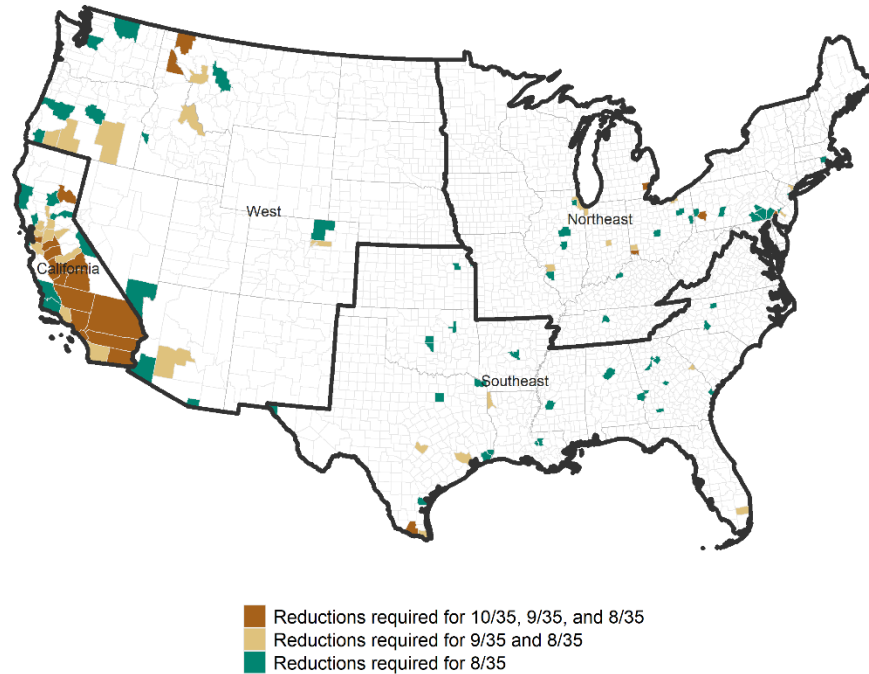 West
Northeast
California
Southeast
Reductions required for 10/35, 9/35, and 8/35
Reductions required for 9/35 and 8/35
Reductions required for 8/35